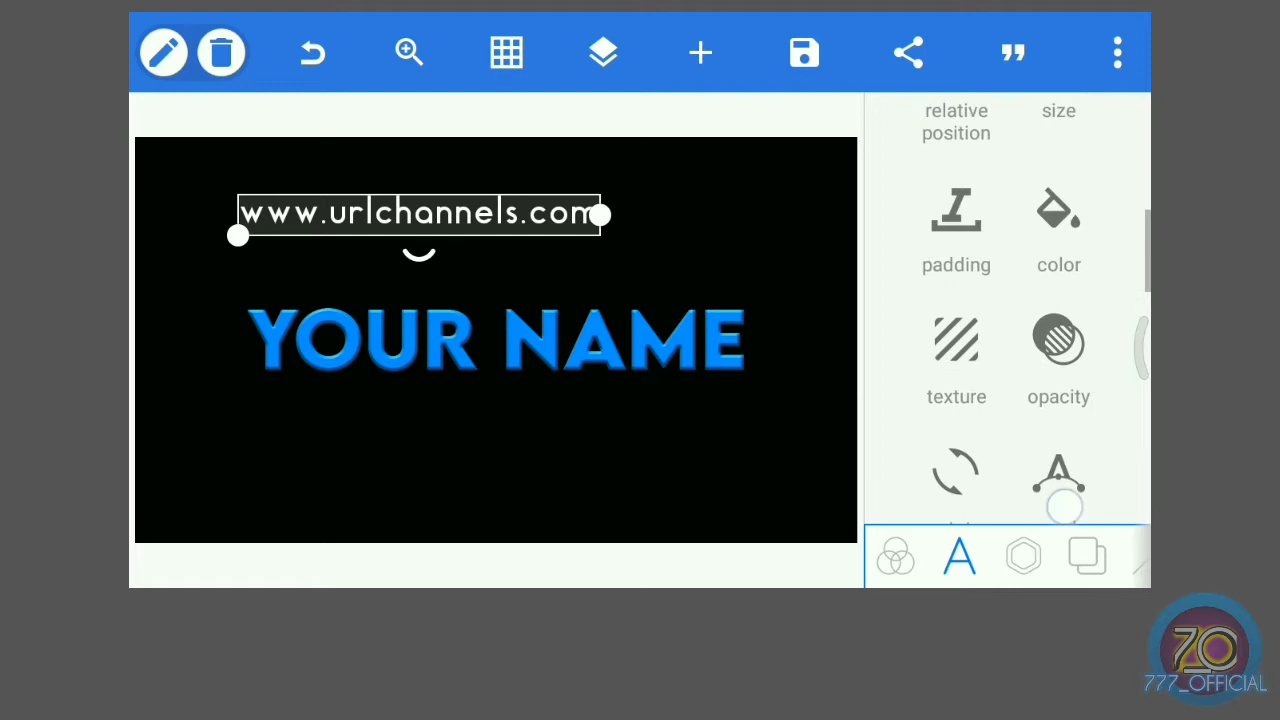 relative position
size
www.urlchannels.com
padding
color
YOUR NAME
texture
opacity
A
ZO
777_OFFICIAL